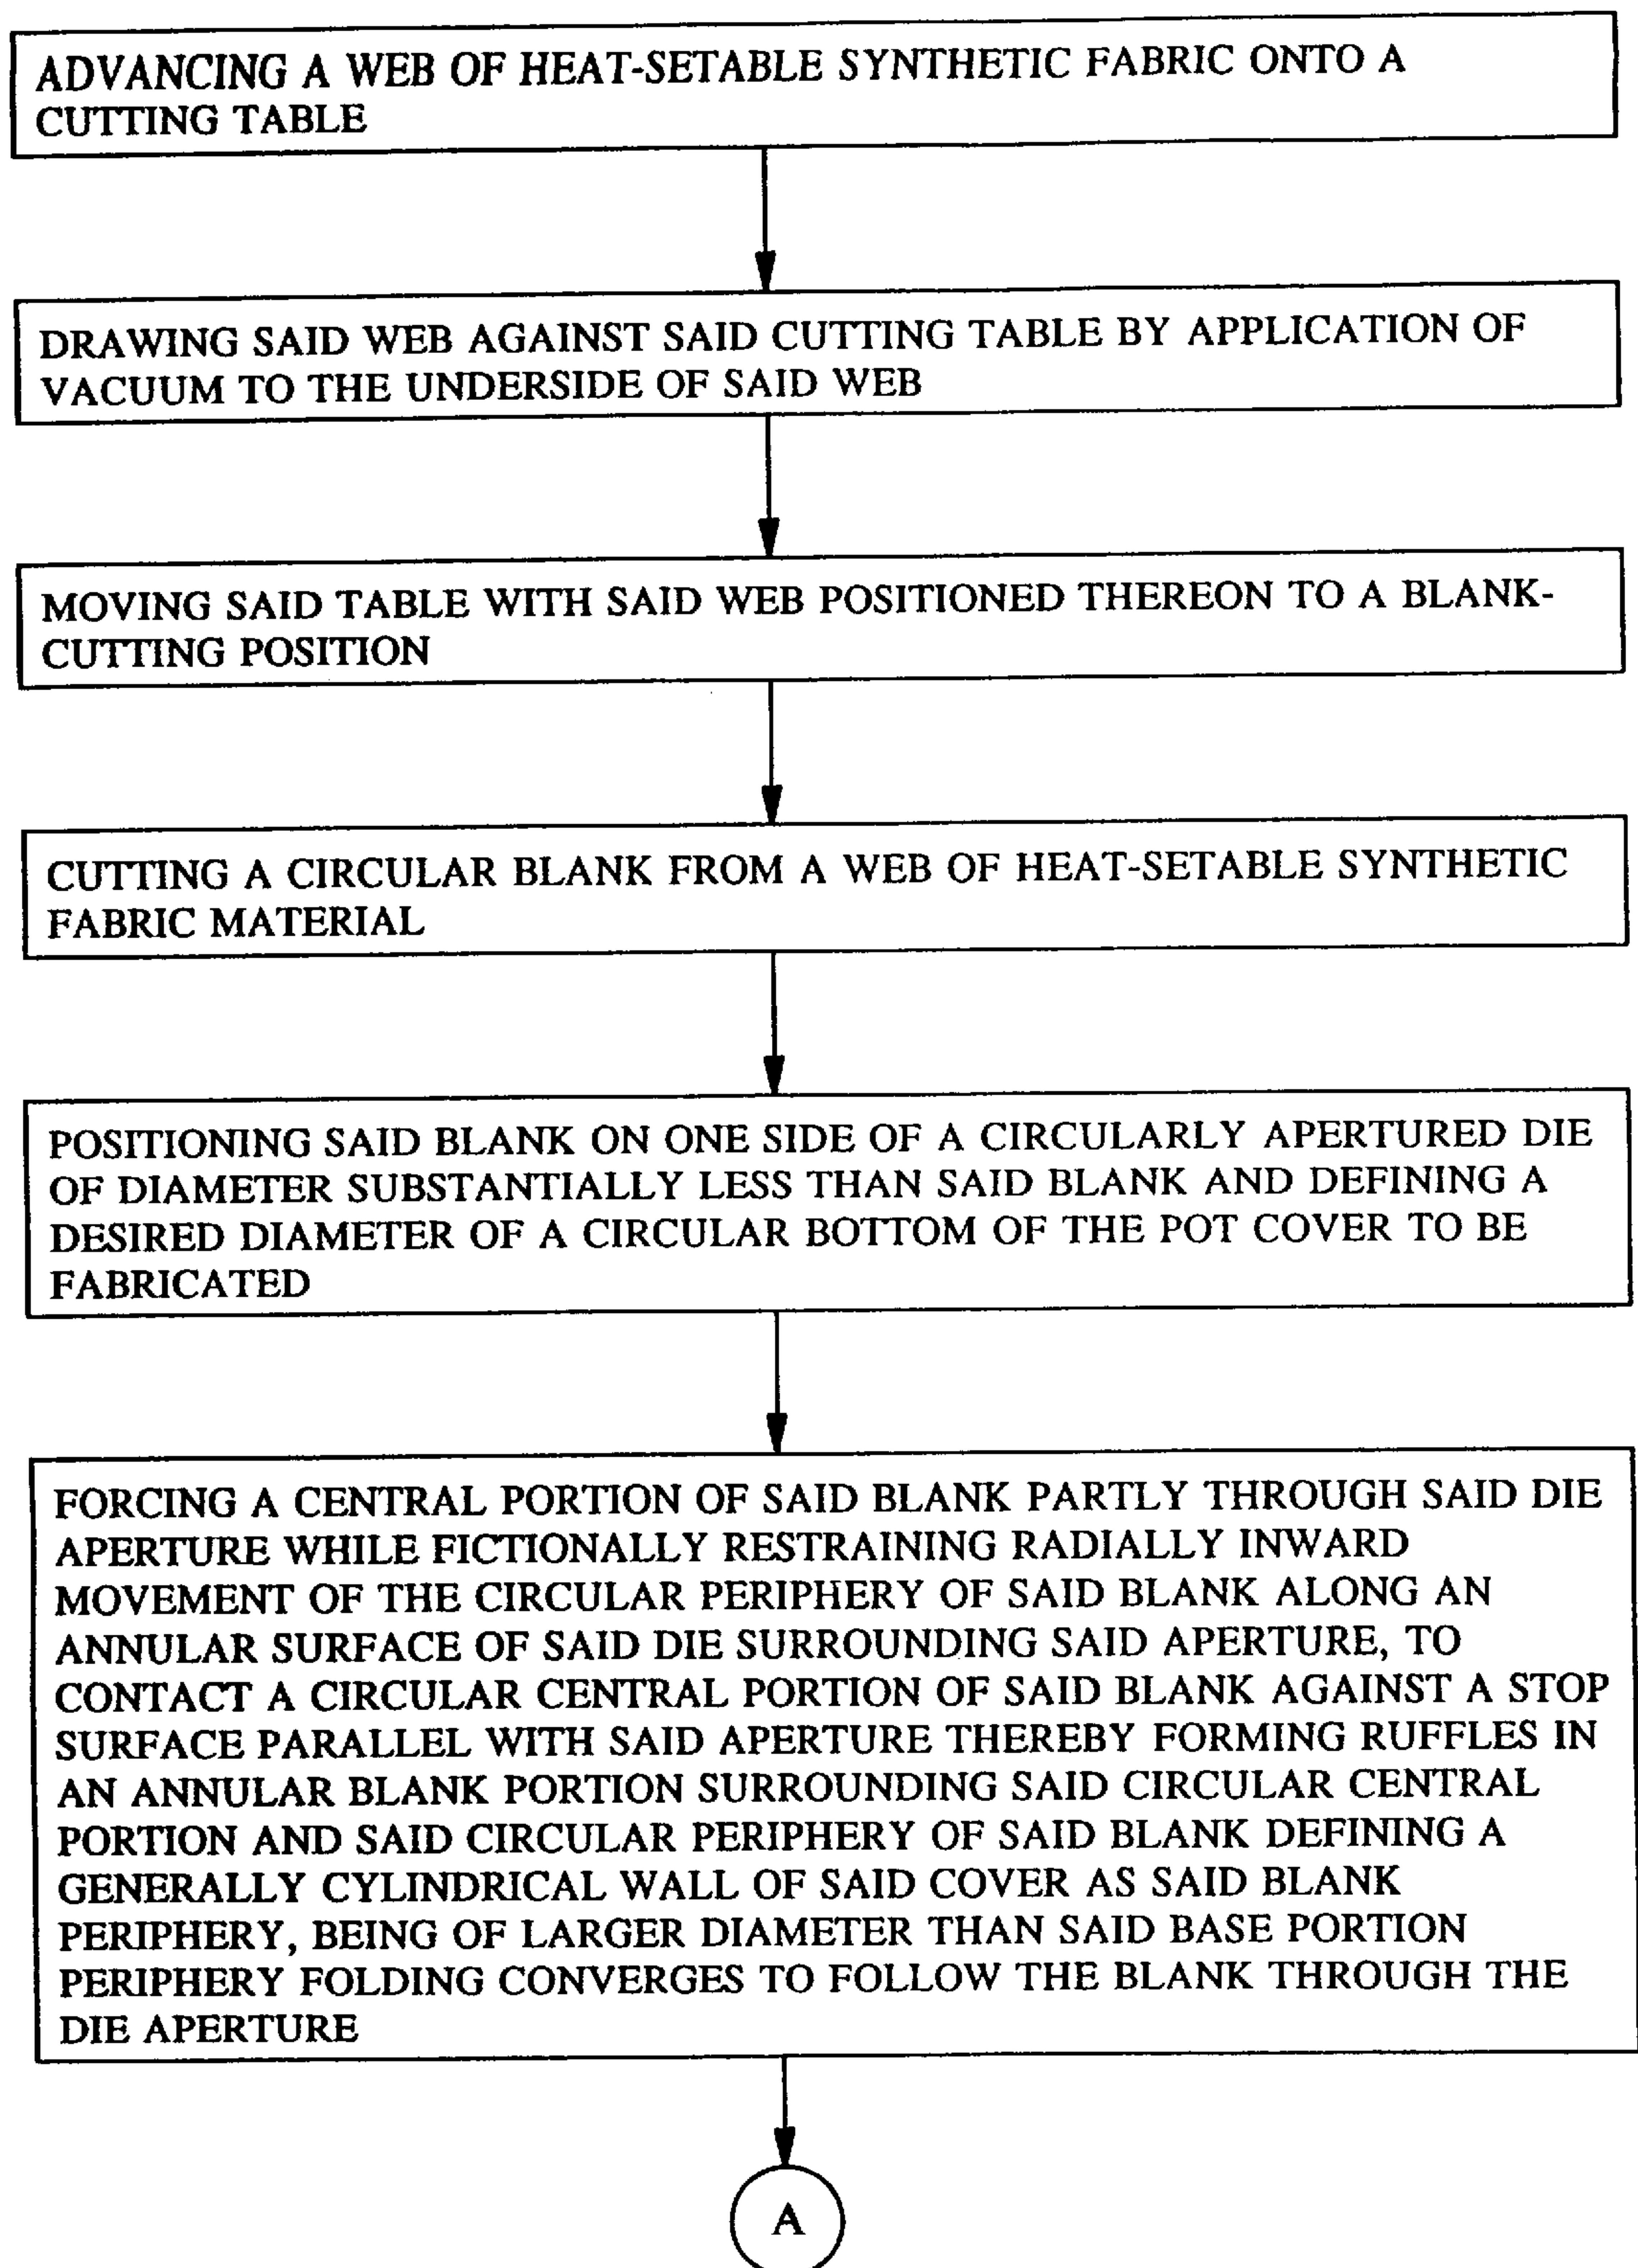 ADVANCING A WEB OF HEAT-SETABLE SYNTHETIC FABRIC ONTO A
CUTTING TABLE
DRAWING SAID WEB AGAINST SAID CUTTING TABLE BY APPLICATION OF
VACUUM TO THE UNDERSIDE OF SAID WEB
MOVING SAID TABLE WITH SAID WEB POSITIONED THEREON TO A BLANK-
CUTTING POSITION
CUTTING A CIRCULAR BLANK FROM A WEB OF HEAT-SETABLE SYNTHETIC
FABRIC MATERIAL
POSITIONING SAID BLANK ON ONE SIDE OF A CIRCULARLY APERTURED DIE
OF DIAMETER SUBSTANTIALLY LESS THAN SAID BLANK AND DEFINING A
DESIRED DIAMETER OF A CIRCULAR BOTTOM OF THE POT COVER TO BE
FABRICATED
FORCING A CENTRAL PORTION OF SAID BLANK PARTLY THROUGH SAID DIE
APERTURE WHILE FICTIONALLY RESTRAINING RADIALLY INWARD
MOVEMENT OF THE CIRCULAR PERIPHERY OF SAID BLANK ALONG AN
ANNULAR SURFACE OF SAID DIE SURROUNDING SAID APERTURE, TO
CONTACT A CIRCULAR CENTRAL PORTION OF SAID BLANK AGAINST A STOP
SURFACE PARALLEL WITH SAID APERTURE THEREBY FORMING RUFFLES IN
AN ANNULAR BLANK PORTION SURROUNDING SAID CIRCULAR CENTRAL
PORTION AND SAID CIRCULAR PERIPHERY OF SAID BLANK DEFINING A
GENERALLY CYLINDRICAL WALL OF SAID COVER AS SAID BLANK
PERIPHERY, BEING OF LARGER DIAMETER THAN SAID BASE PORTION
PERIPHERY FOLDING CONVERGES TO FOLLOW THE BLANK THROUGH THE
DIE APERTURE
A